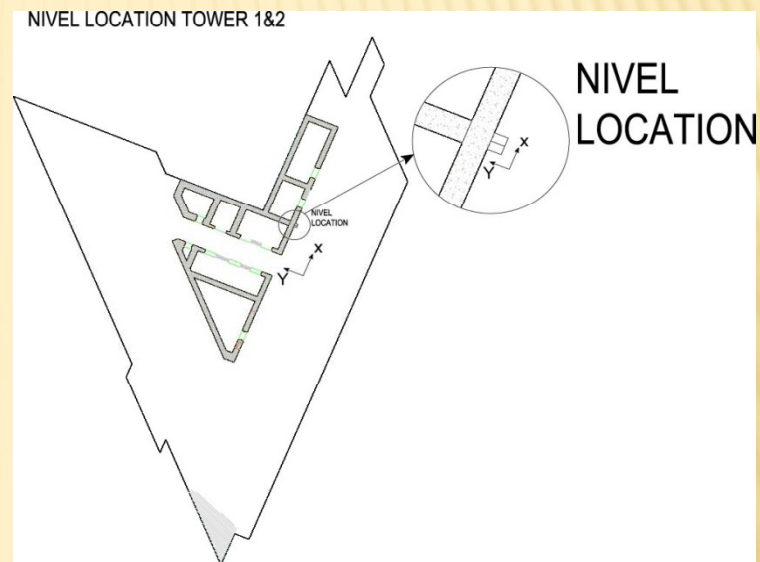 NIVEL LOCATION TOWER 1&2
NIVEL
LOCATION
X
Y
NIVEL
LOCATION
X
Y